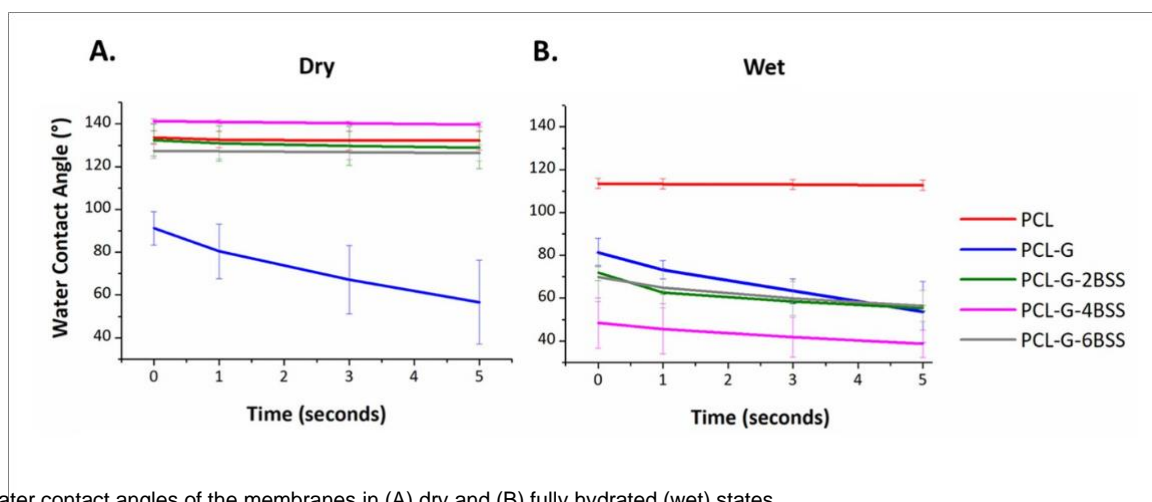 A.
Dry
Water Contact Angle (°)
140
120
100
80
60
40
0 1 2 3 4 5
Time (seconds)
B.
Wet
140
120
100
80
60
40
0 1 2 3 4 5
Time (seconds)
PCL
PCL-G
PCL-G-2BSS
PCL-G-4BSS
PCL-G-6BSS
contact angles of the membranes in (A) dry and (B) fully hydrated (wet) states